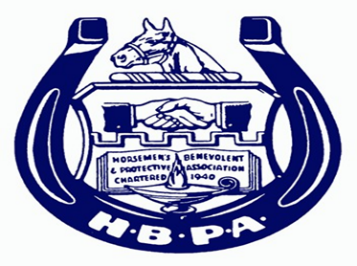 HORSEMEN'S BENEVOLENT
& PROTECTIVE ASSOCIATION
CHARTERED 1940
H·B·P·A·